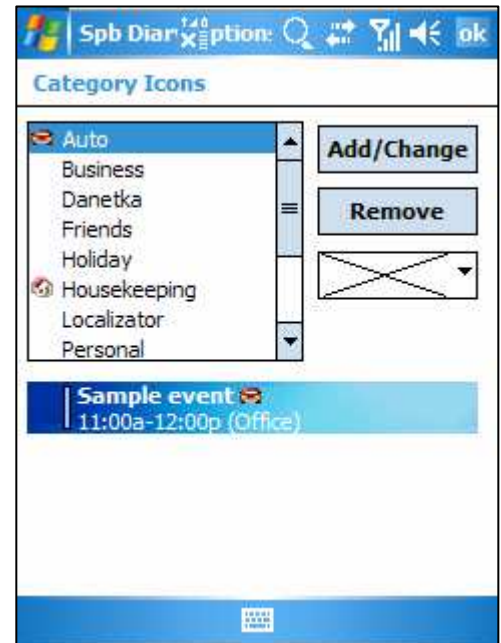 Spb Diar ption: ok
Category Icons
Auto
Business
Danetka
Friends
Holiday
Housekeeping
Localizator
Personal
Add/Change
Remove
Sample event
11:00a-12:00p (Office)